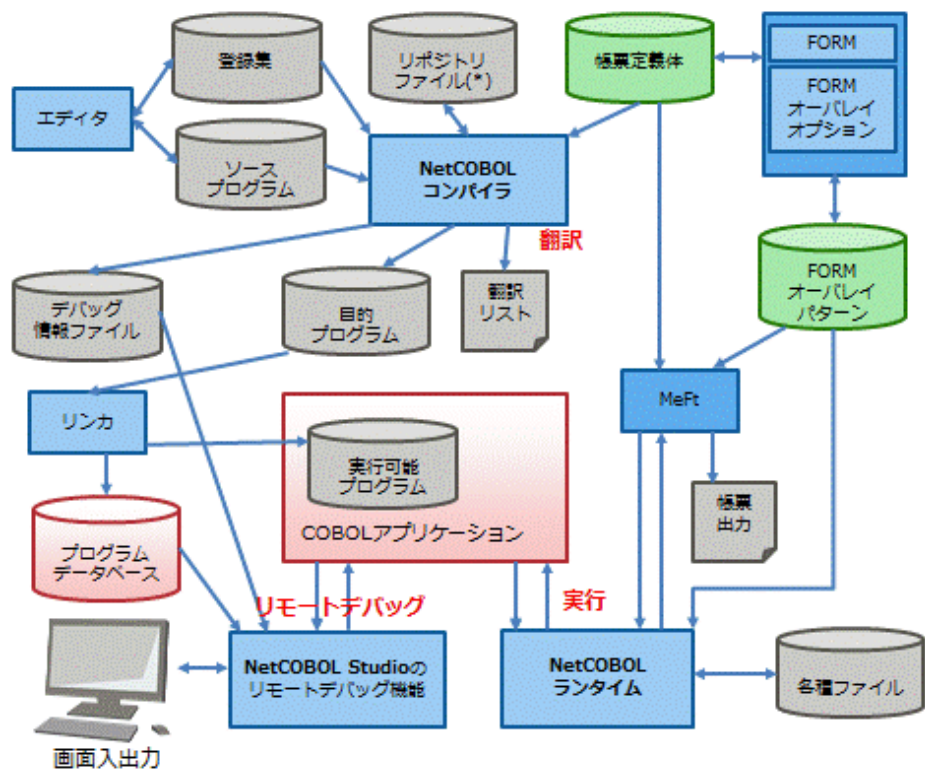 登録集
リポジトリ
ファイル(*)
帳票定義体
FORM
FORM
オーバレイ
オプション
エディタ
ソース
プログラム
NetCOBOL
コンパイラ
翻訳
デバッグ
情報ファイル
目的
プログラム
翻訳
リスト
FORM
オーバレイ
パターン
リンカ
MeFt
実行可能
プログラム
COBOLアプリケーション
帳票
出力
プログラム
データベース
リモートデバッグ
実行
NetCOBOL Studioの
リモートデバッグ機能
NetCOBOL
ランタイム
各種ファイル
画面入出力